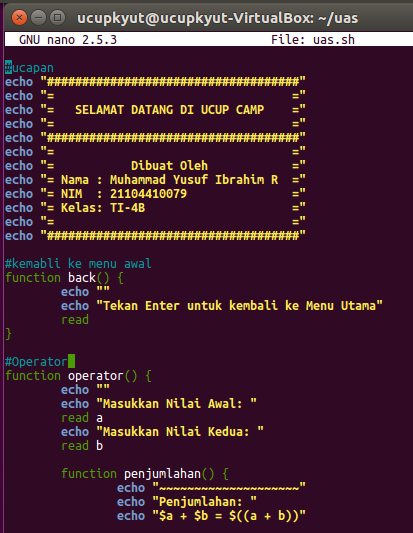 ucupkyut@ucupkyut-VirtualBox: ~/uas
GNU nano 2.5.3 File: uas.sh
#ucapan
echo "####################################"
echo "=                                  ="
echo "=   SELAMAT DATANG DI UCUP CAMP    ="
echo "=                                  ="
echo "####################################"
echo "=                                  ="
echo "=           Dibuat Oleh            ="
echo "= Nama : Muhammad Yusuf Ibrahim R  ="
echo "= NIM  : 21104410079               ="
echo "= Kelas: TI-4B                     ="
echo "=                                  ="
echo "####################################"
#kemabli ke menu awal
function back() {
        echo ""
        echo "Tekan Enter untuk kembali ke Menu Utama"
        read
}
#Operator
function operator() {
        echo ""
        echo "Masukkan Nilai Awal: "
        read a
        echo "Masukkan Nilai Kedua: "
        read b
        function penjumlahan() {
                echo "~~~~~~~~~~~~~~~~~~~~"
                echo "Penjumlahan: "
                echo "$a + $b = $((a + b))"